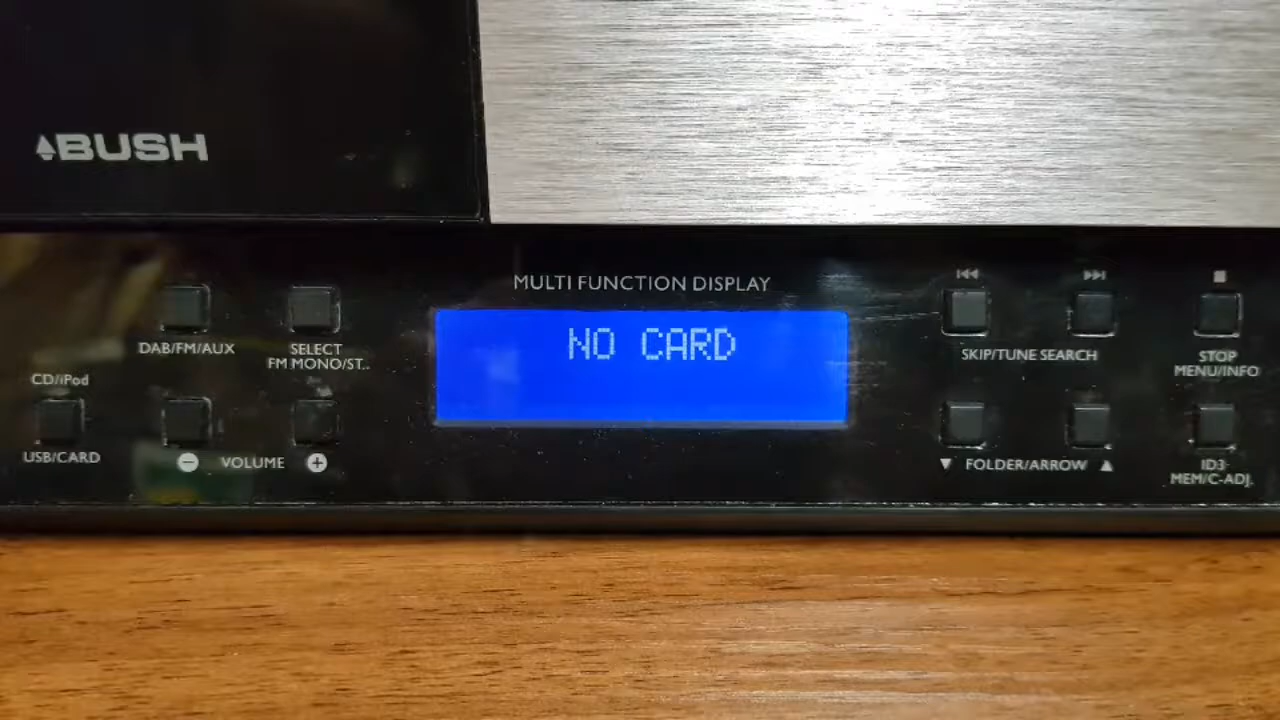 BUSH
MULTI FUNCTION DISPLAY
NO CARD
DAB/FM/AUX
SELECT
FM MONO/ST..
CD/iPod
USB/CARD
VOLUME
SKIP/TUNE SEARCH
STOP
MENU/INFO
FOLDER/ARROW
ID3
MEM/C-ADJ.